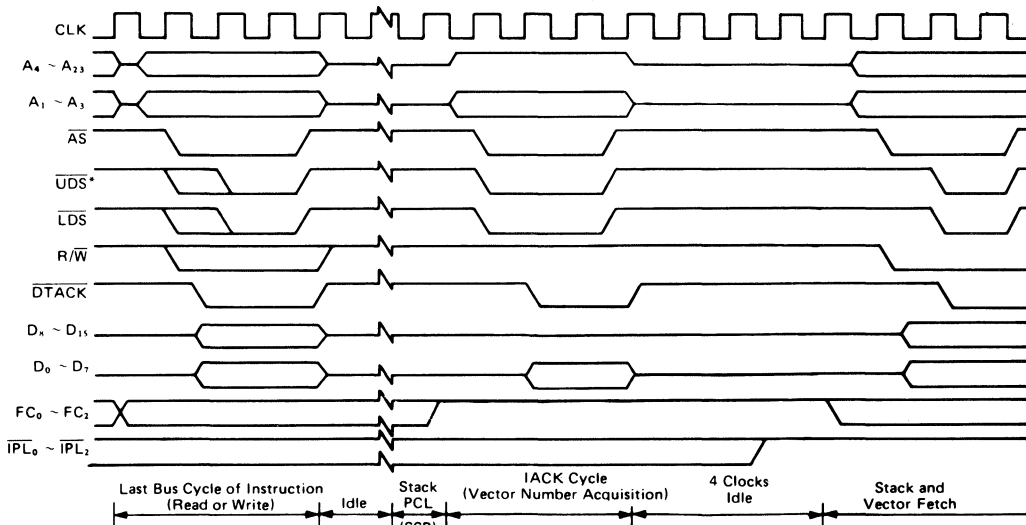 CLK
A4 ~ A23
A1 ~ A3
AS
UDS*
LDS
R/W
DTACK
D8 ~ D15
D0 ~ D7
FC0 ~ FC2
IPL0 ~ IPL2
Last Bus Cycle of Instruction
(Read or Write)
Idle
Stack
PCL
(SSP)
IACK Cycle
(Vector Number Acquisition)
4 Clocks
Idle
Stack and
Vector Fetch